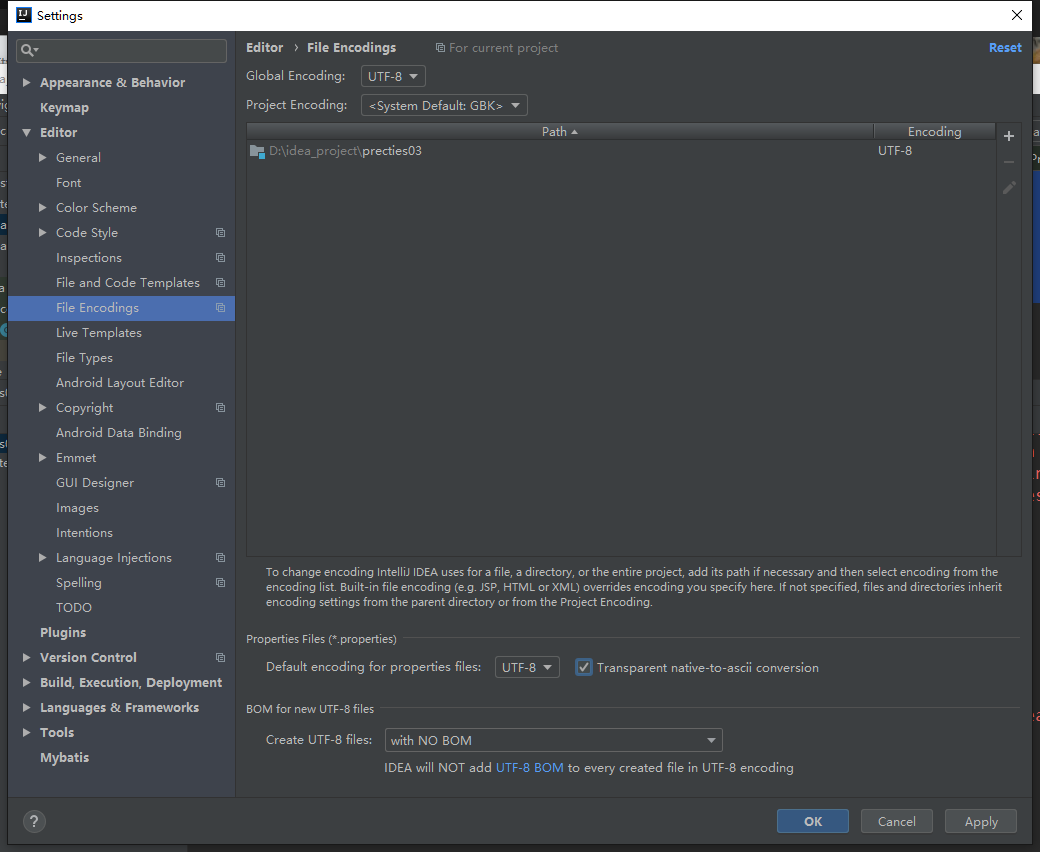 Settings
Editor › File Encodings For current project Reset
Global Encoding: UTF-8
Project Encoding: <System Default: GBK>
Path Encoding
D:\idea_project\precties03 UTF-8
Appearance & Behavior
Keymap
Editor
General
Font
Color Scheme
Code Style
Inspections
File and Code Templates
File Encodings
Live Templates
File Types
Android Layout Editor
Copyright
Android Data Binding
Emmet
GUI Designer
Images
Intentions
Language Injections
Spelling
TODO
Plugins
Version Control
Build, Execution, Deployment
Languages & Frameworks
Tools
Mybatis
To change encoding IntelliJ IDEA uses for a file, a directory, or the entire project, add its path if necessary and then select encoding from the
encoding list. Built-in file encoding (e.g. JSP, HTML or XML) overrides encoding you specify here. If not specified, files and directories inherit
encoding settings from the parent directory or from the Project Encoding.
Properties Files (*.properties)
Default encoding for properties files: UTF-8 Transparent native-to-ascii conversion
BOM for new UTF-8 files
Create UTF-8 files: with NO BOM
IDEA will NOT add UTF-8 BOM to every created file in UTF-8 encoding
? OK Cancel Apply